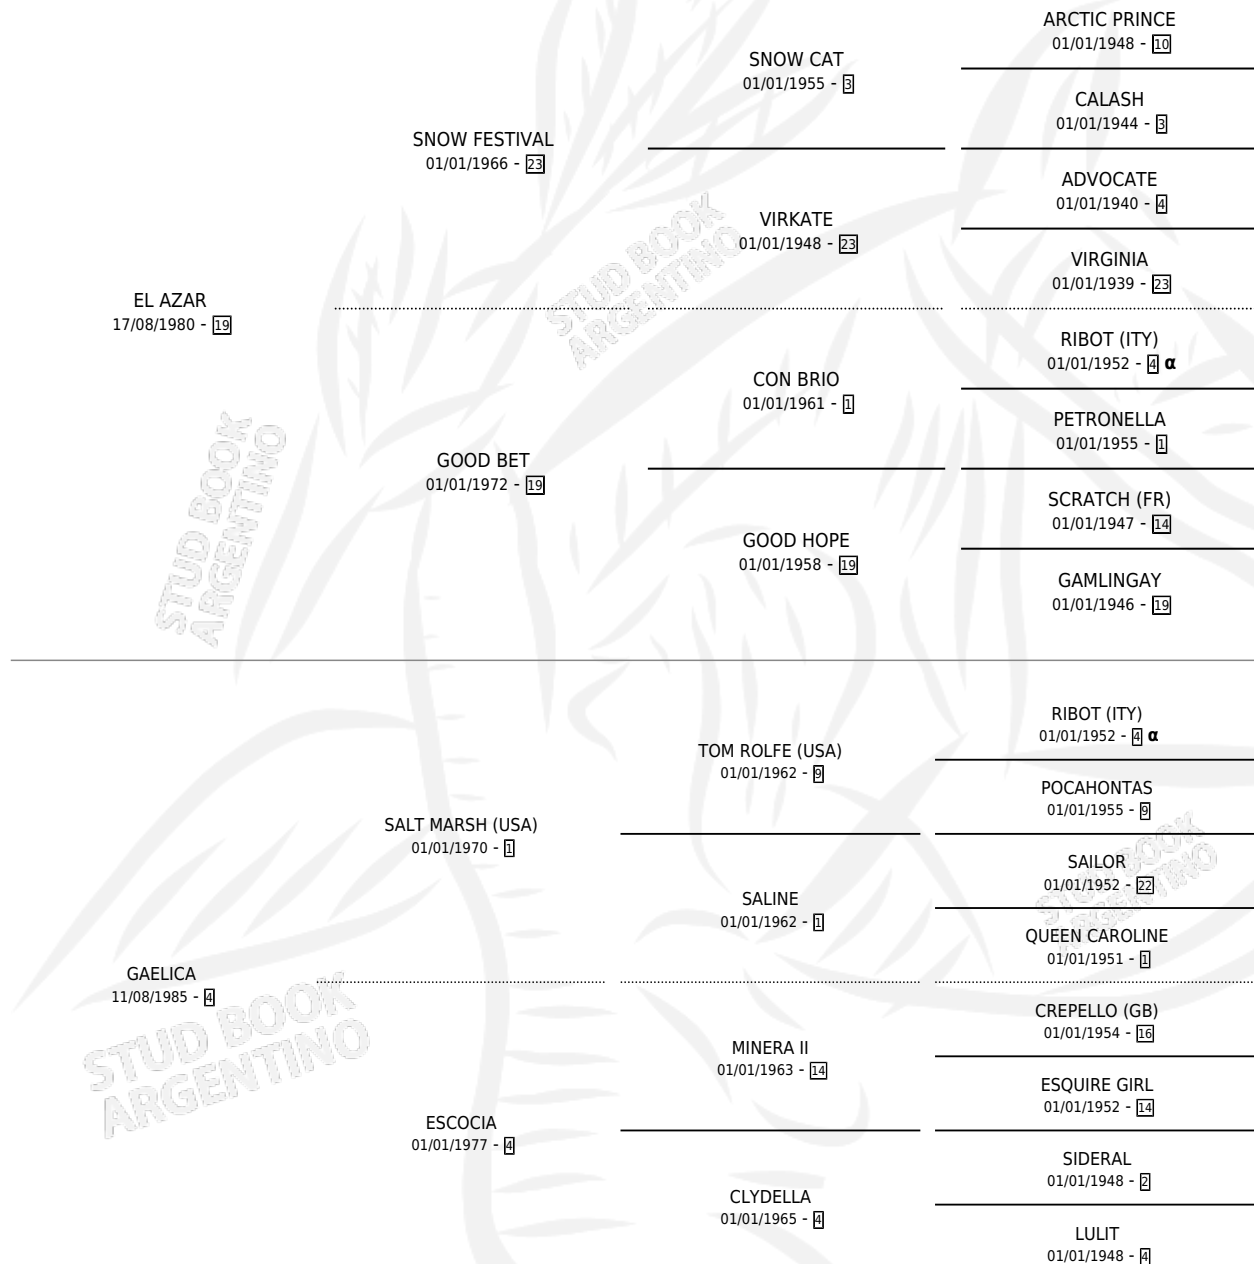 ARCTIC PRINCE
01/01/1948 - 10
SNOW CAT
01/01/1955 - 3
CALASH
01/01/1944 - 3
SNOW FESTIVAL
01/01/1966 - 23
ADVOCATE
01/01/1940 - 4
VIRKATE
01/01/1948 - 23
VIRGINIA
01/01/1939 - 23
EL AZAR
17/08/1980 - 19
RIBOT (ITY)
01/01/1952 - 4 α
CON BRIO
01/01/1961 - 1
PETRONELLA
01/01/1955 - 1
GOOD BET
01/01/1972 - 19
SCRATCH (FR)
01/01/1947 - 14
GOOD HOPE
01/01/1958 - 19
GAMLINGAY
01/01/1946 - 19
RIBOT (ITY)
01/01/1952 - 4 α
TOM ROLFE (USA)
01/01/1962 - 9
POCAHONTAS
01/01/1955 - 9
SALT MARSH (USA)
01/01/1970 - 1
SAILOR
01/01/1952 - 22
SALINE
01/01/1962 - 1
QUEEN CAROLINE
01/01/1951 - 1
GAELICA
11/08/1985 - 4
CREPELLO (GB)
01/01/1954 - 16
MINERA II
01/01/1963 - 14
ESQUIRE GIRL
01/01/1952 - 14
ESCOCIA
01/01/1977 - 4
SIDERAL
01/01/1948 - 2
CLYDELLA
01/01/1965 - 4
LULIT
01/01/1948 - 4
STUD BOOK
ARGENTINO
STUD BOOK
ARGENTINO
STUD BOOK
ARGENTINO
STUD BOOK
ARGENTINO